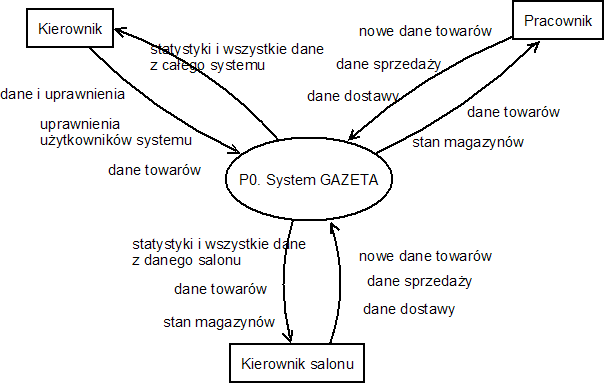 Kierownik
Pracownik
statystyki i wszystkie dane
z całego systemu
nowe dane towarów
dane sprzedaży
dane dostawy
dane i uprawnienia
uprawnienia
użytkowników systemu
dane towarów
dane towarów
stan magazynów
P0. System GAZETA
statystyki i wszystkie dane
z danego salonu
dane towarów
stan magazynów
nowe dane towarów
dane sprzedaży
dane dostawy
Kierownik salonu